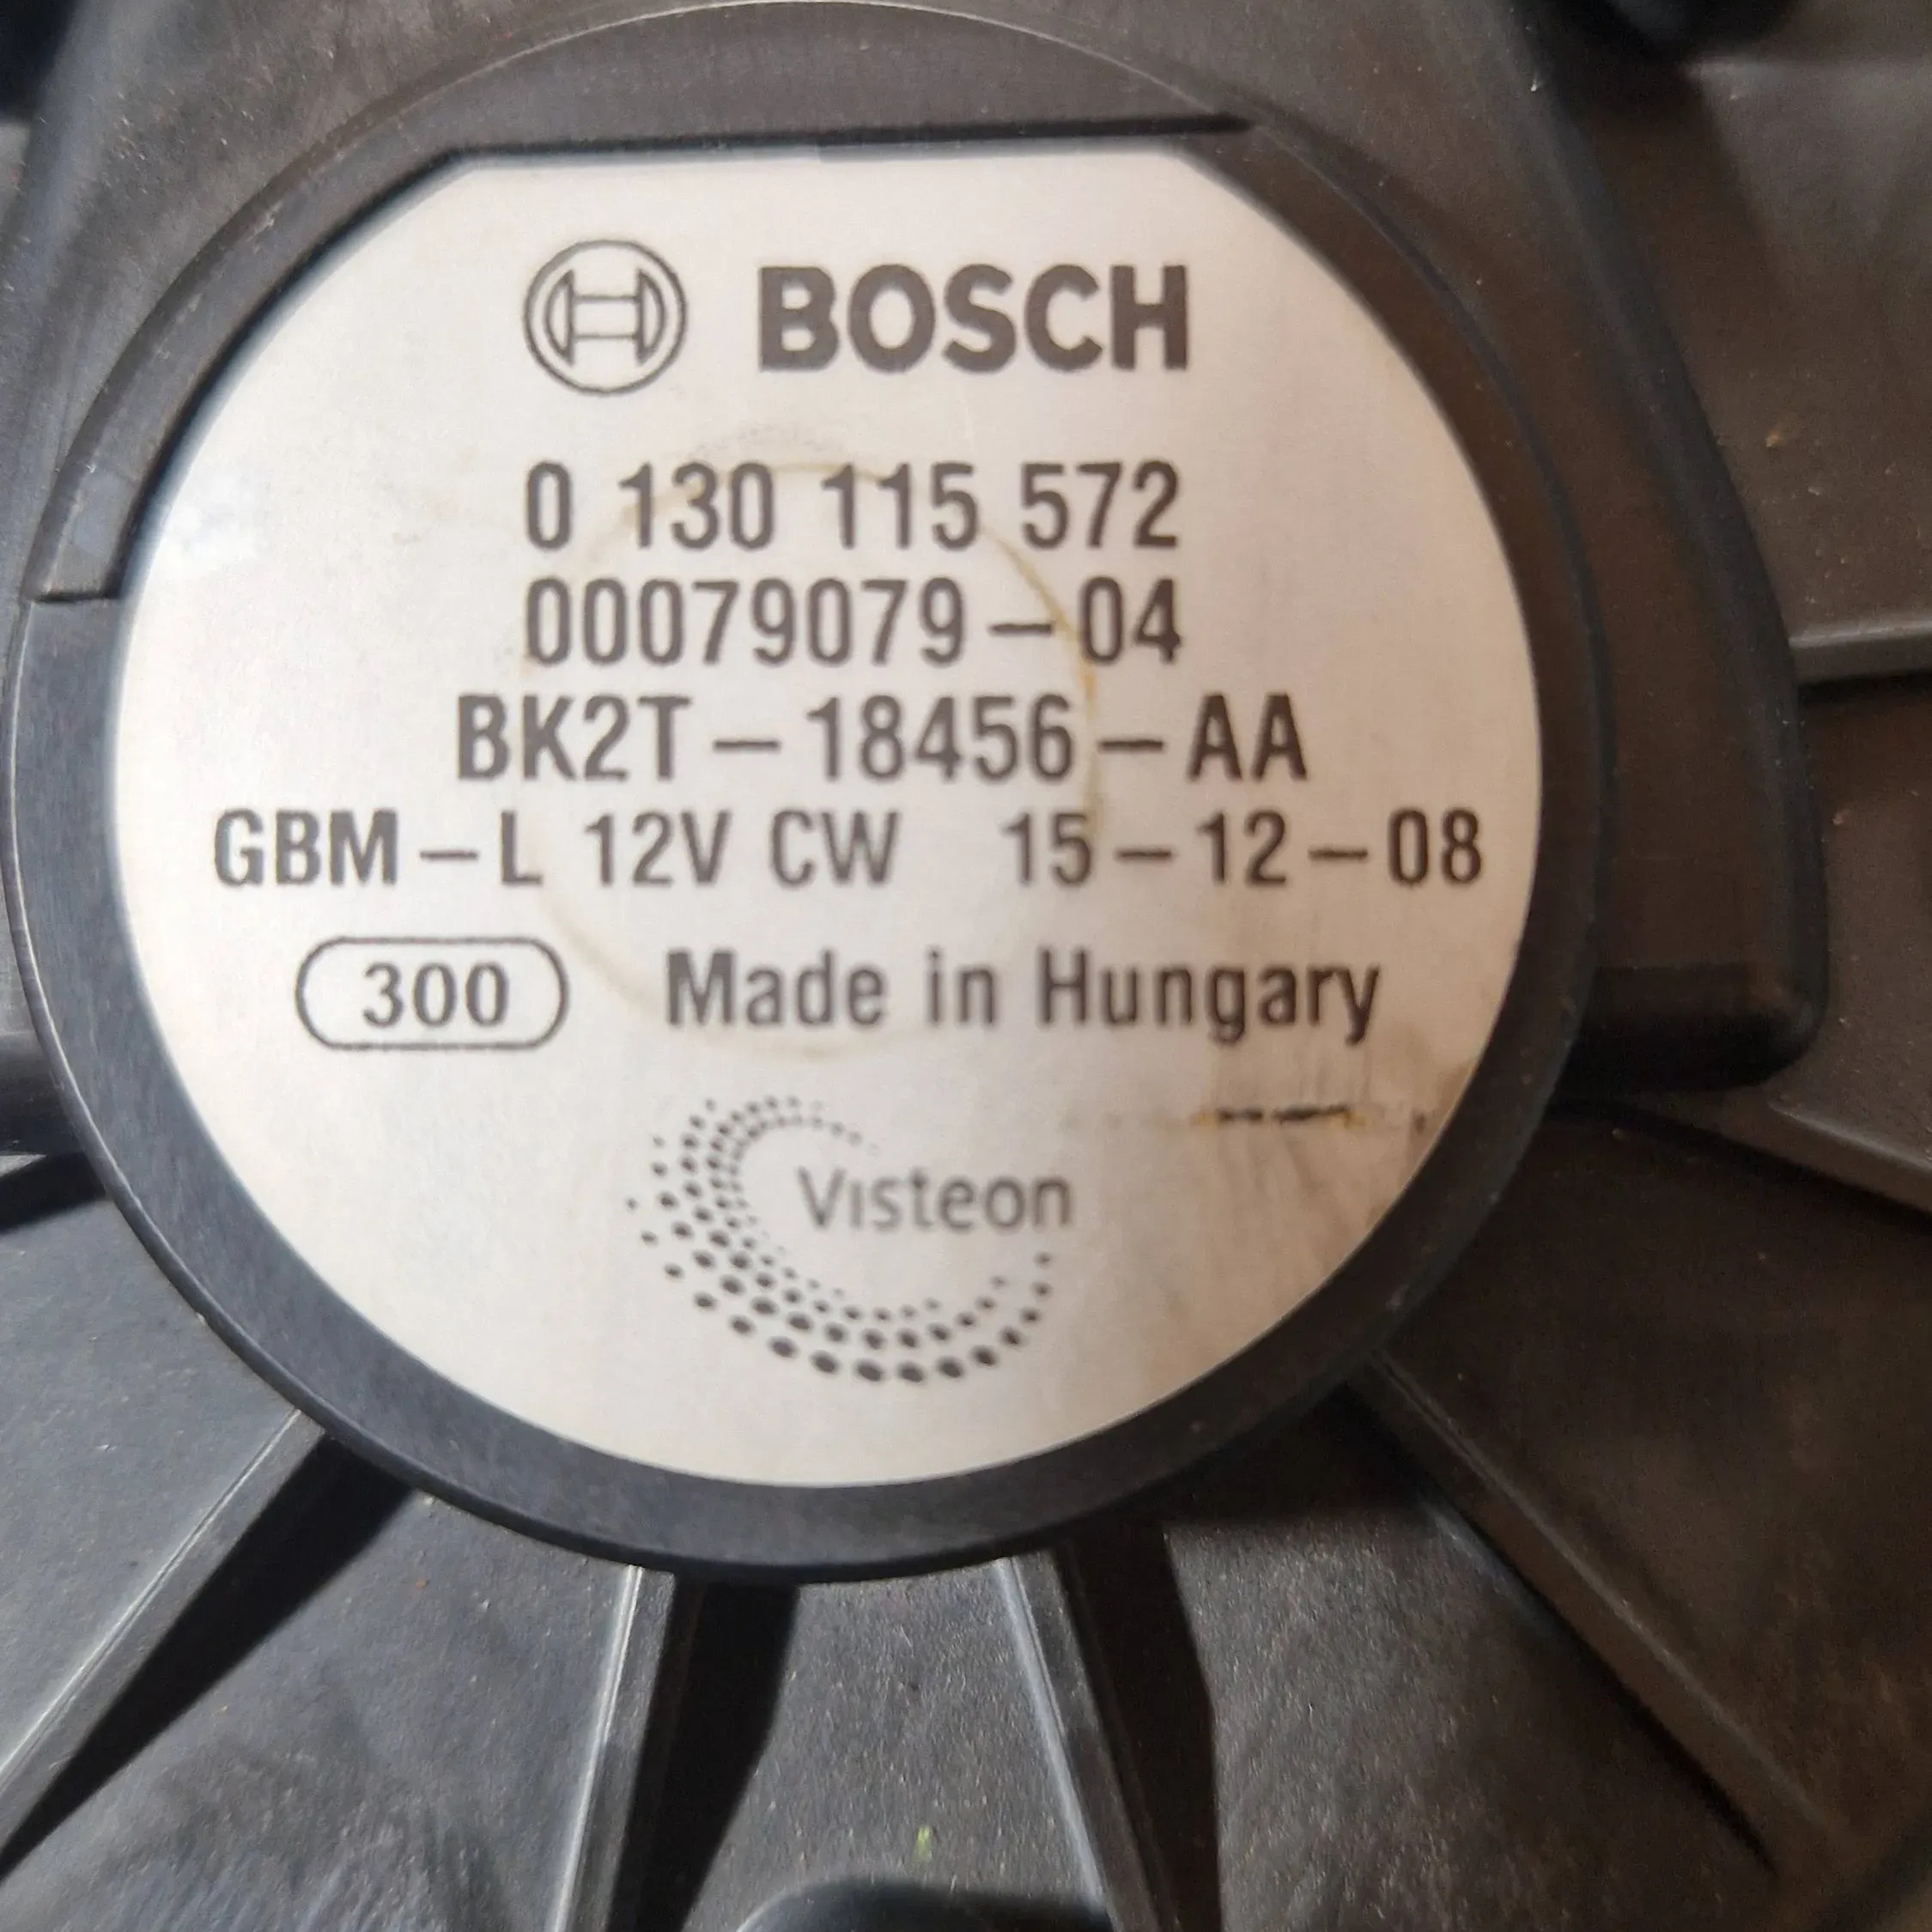 BOSCH
0 130 115 572
00079079-04
BK2T-18456-AA
GBM-L 12V CW 15-12-08
300 Made in Hungary
Visteon